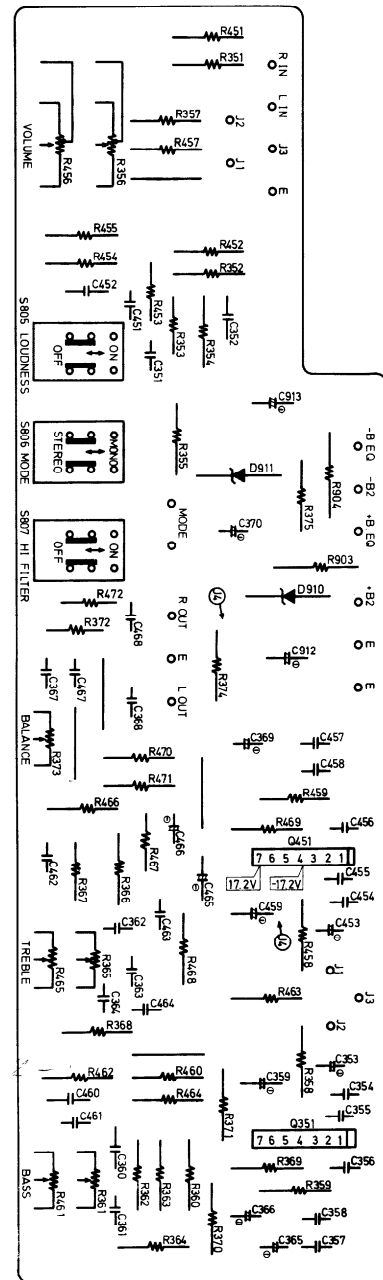 R451
R351
R IN
L IN
J3
E
R357
J2
R457
J1
VOLUME
R456
R356
R455
R454
C452
R452
R352
C451
R453
C351
R353
R354
C352
S805 LOUDNESS
OFF
ON
C913
S806 MODE
STEREO
MONO
R355
D911
R375
R904
-B EQ
-B2
+B EQ
C370
MODE
S807 HI FILTER
OFF
ON
R903
R472
R372
C468
R OUT
J4
D910
+B2
E
C912
E
E
R374
C367
C467
C368
L OUT
BALANCE
R373
C369
C457
C458
R470
R471
R459
R466
C466
R469
C456
Q451
7 6 5 4 3 2 1
17.2V
-17.2V
C462
R367
R366
R467
C465
C455
C454
C459
C453
C362
C463
J4
R458
TREBLE
R465
R365
C363
R468
J1
C364
C464
R463
J3
J2
R368
R462
C460
C461
R460
R464
R371
C359
R358
C353
C354
C355
Q351
7 6 5 4 3 2 1
BASS
R461
R361
C360
C361
R362
R363
R360
R369
C356
R359
R370
C366
C358
R364
C365
C357